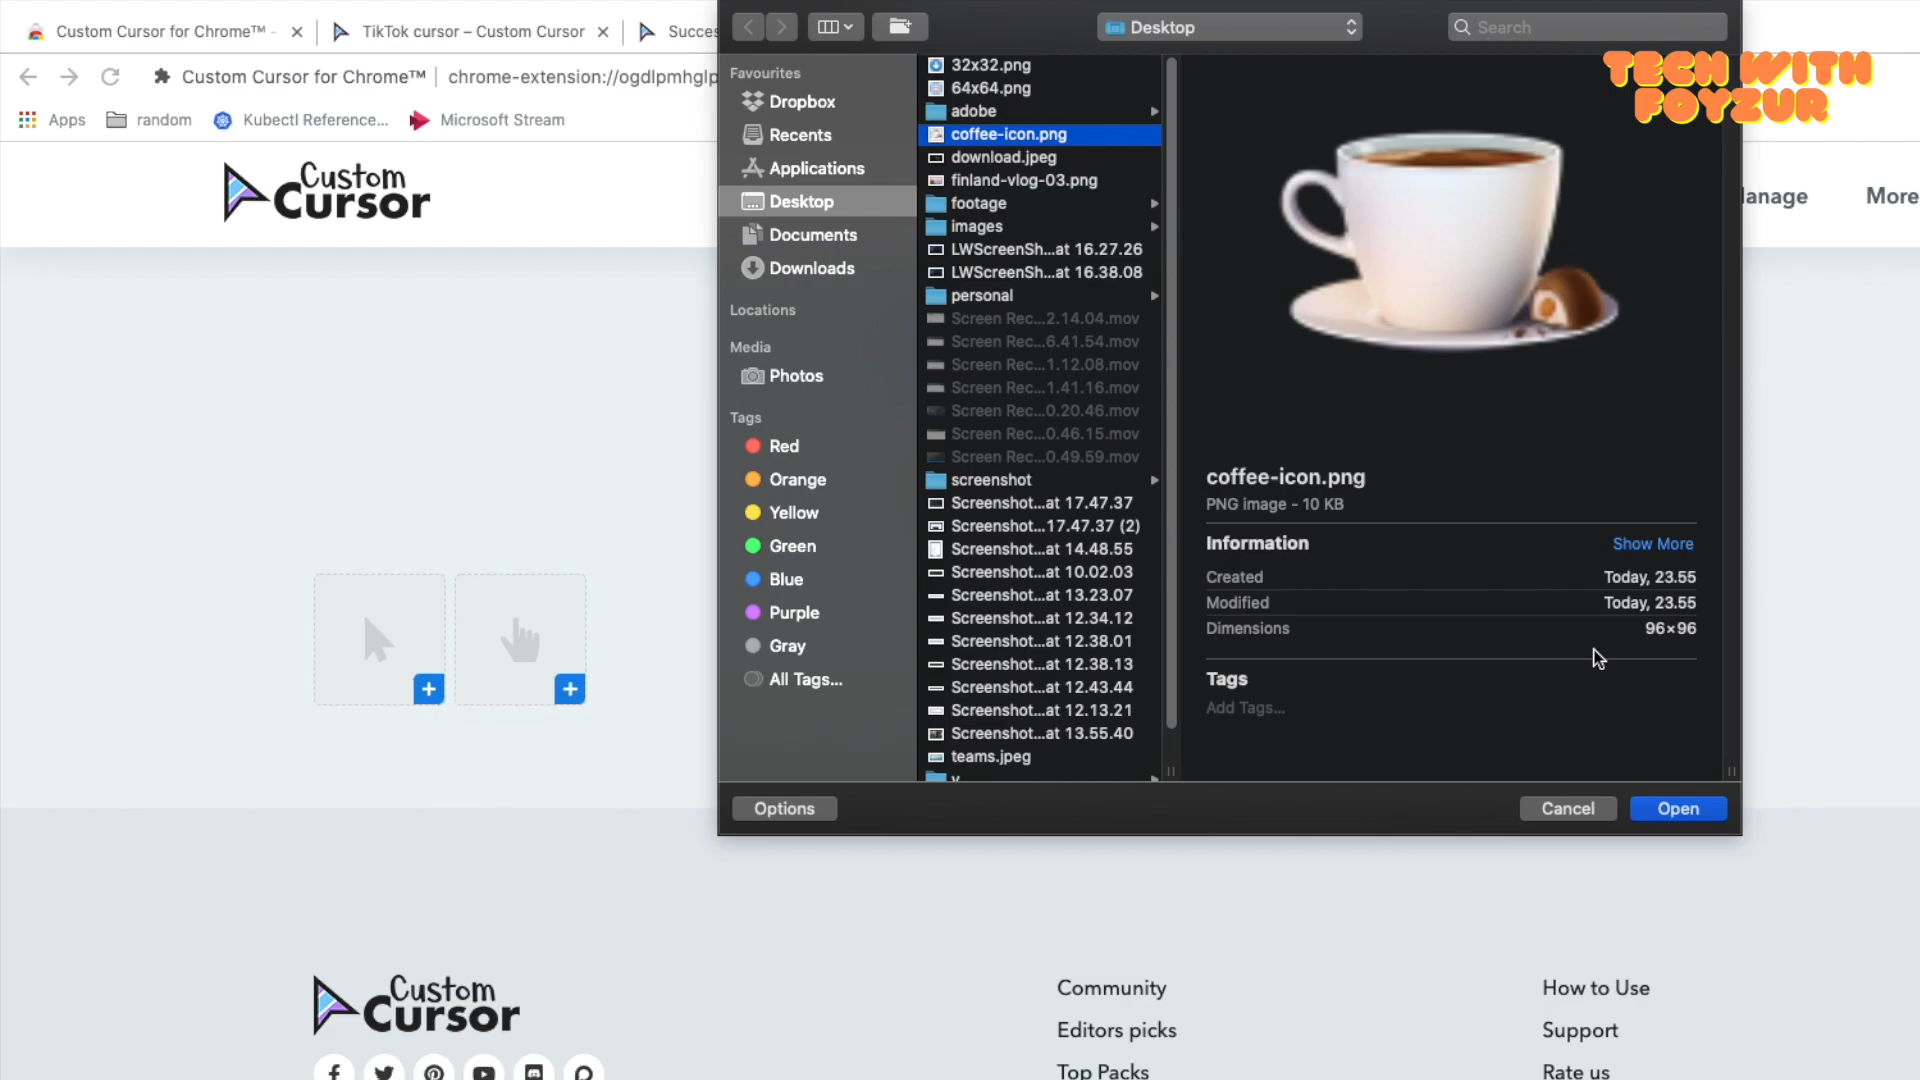 Custom Cursor for Chrome™ -
TikTok cursor – Custom Cursor
Succes
Custom Cursor for Chrome™
chrome-extension://ogdlpmhglp
Apps
random
Kubectl Reference...
Microsoft Stream
Custom
Cursor
anage
More
Desktop
Search
TECH WITH
FOYZUR
Favourites
Dropbox
Recents
Applications
Desktop
Documents
Downloads
Locations
Media
Photos
Tags
Red
Orange
Yellow
Green
Blue
Purple
Gray
All Tags...
32x32.png
64x64.png
adobe
coffee-icon.png
download.jpeg
finland-vlog-03.png
footage
images
LWScreenSh...at 16.27.26
LWScreenSh...at 16.38.08
personal
Screen Rec...2.14.04.mov
Screen Rec...6.41.54.mov
Screen Rec...1.12.08.mov
Screen Rec...1.41.16.mov
Screen Rec...0.20.46.mov
Screen Rec...0.46.15.mov
Screen Rec...0.49.59.mov
screenshot
Screenshot...at 17.47.37
Screenshot...17.47.37 (2)
Screenshot...at 14.48.55
Screenshot...at 10.02.03
Screenshot...at 13.23.07
Screenshot...at 12.34.12
Screenshot...at 12.38.01
Screenshot...at 12.38.13
Screenshot...at 12.43.44
Screenshot...at 12.13.21
Screenshot...at 13.55.40
teams.jpeg
coffee-icon.png
PNG image - 10 KB
Information
Show More
Created
Today, 23.55
Modified
Today, 23.55
Dimensions
96×96
Tags
Add Tags...
Options
Cancel
Open
Custom
Cursor
Community
Editors picks
Top Packs
How to Use
Support
Rate us